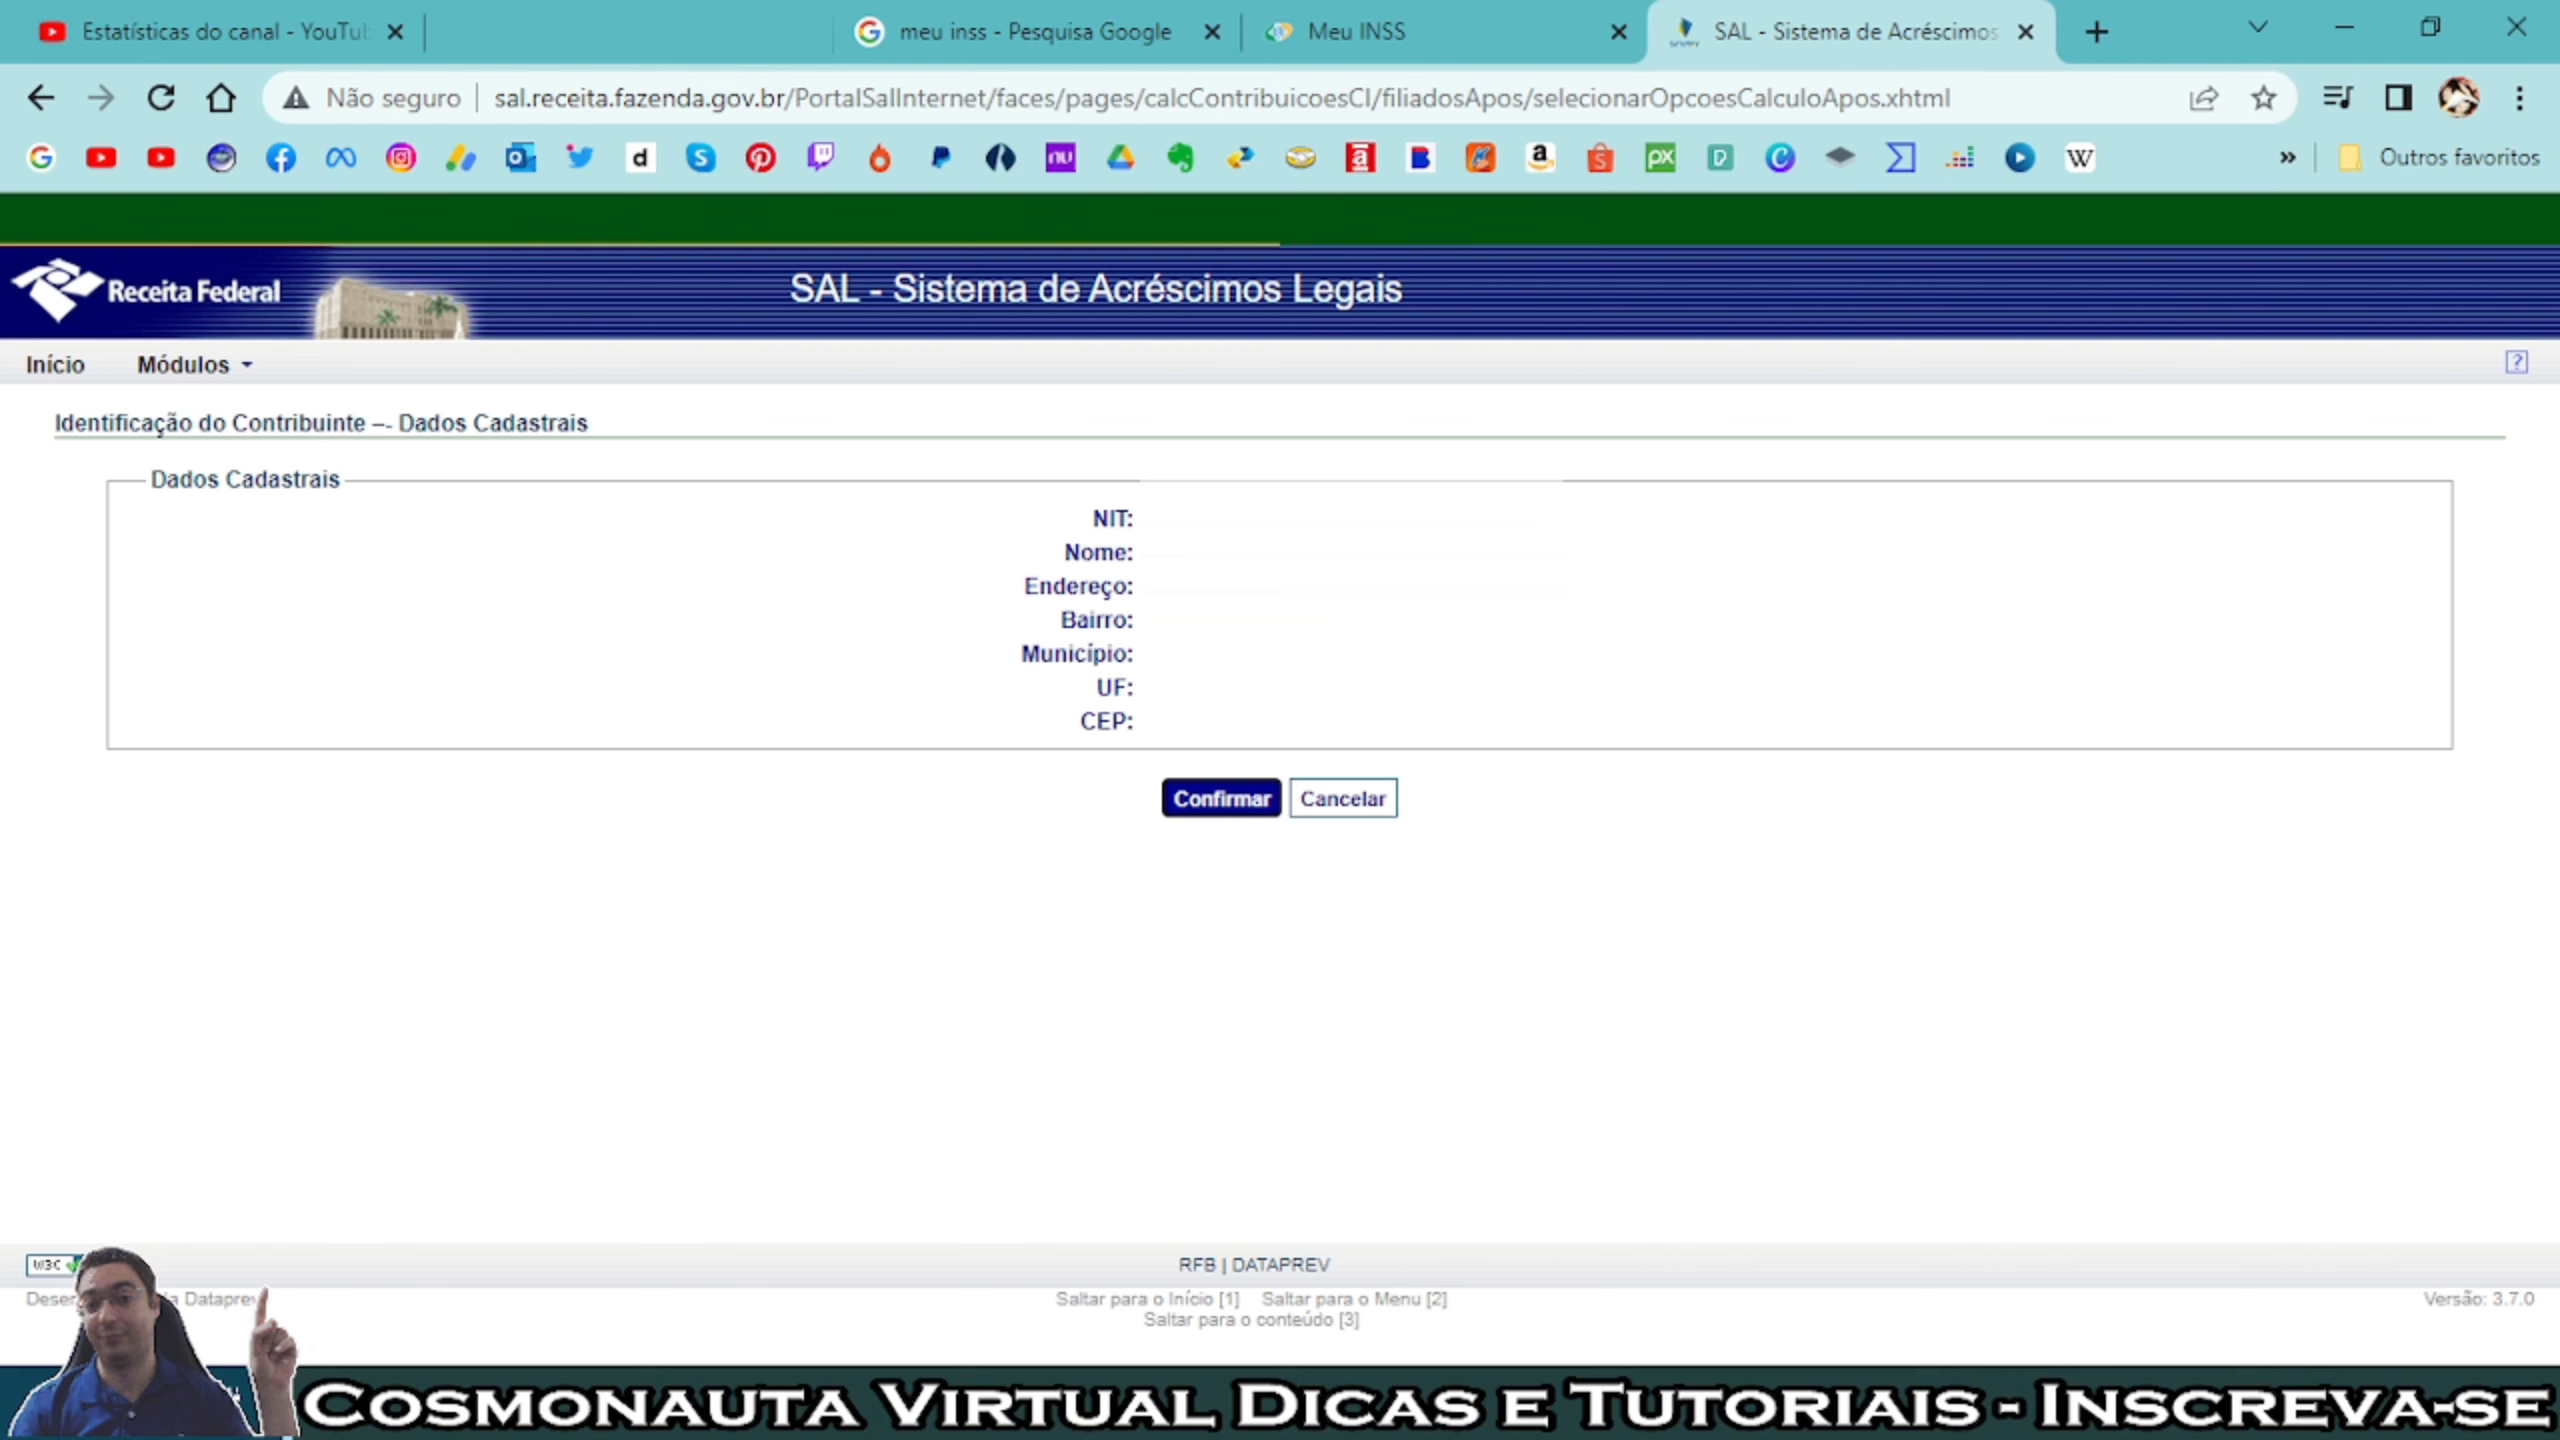 Estatísticas do canal - YouTu
meu inss - Pesquisa Google
Meu INSS
SAL - Sistema de Acréscimos
Não seguro
sal.receita.fazenda.gov.br/PortalSalInternet/faces/pages/calcContribuicoesCI/filiadosApos/selecionarOpcoesCalculoApos.xhtml
Outros favoritos
Receita Federal
SAL - Sistema de Acréscimos Legais
Início
Módulos
Identificação do Contribuinte –- Dados Cadastrais
Dados Cadastrais
NIT:
Nome:
Endereço:
Bairro:
Município:
UF:
CEP:
Confirmar
Cancelar
W3C
RFB | DATAPREV
Dataprev
Saltar para o Início [1]
Saltar para o Menu [2]
Saltar para o conteúdo [3]
Versão: 3.7.0
COSMONAUTA VIRTUAL DICAS E TUTORIAIS - INSCREVA-SE